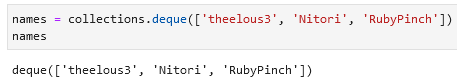 names = collections.deque(['theelous3', 'Nitori', 'RubyPinch'])
names
deque(['theelous3', 'Nitori', 'RubyPinch'])